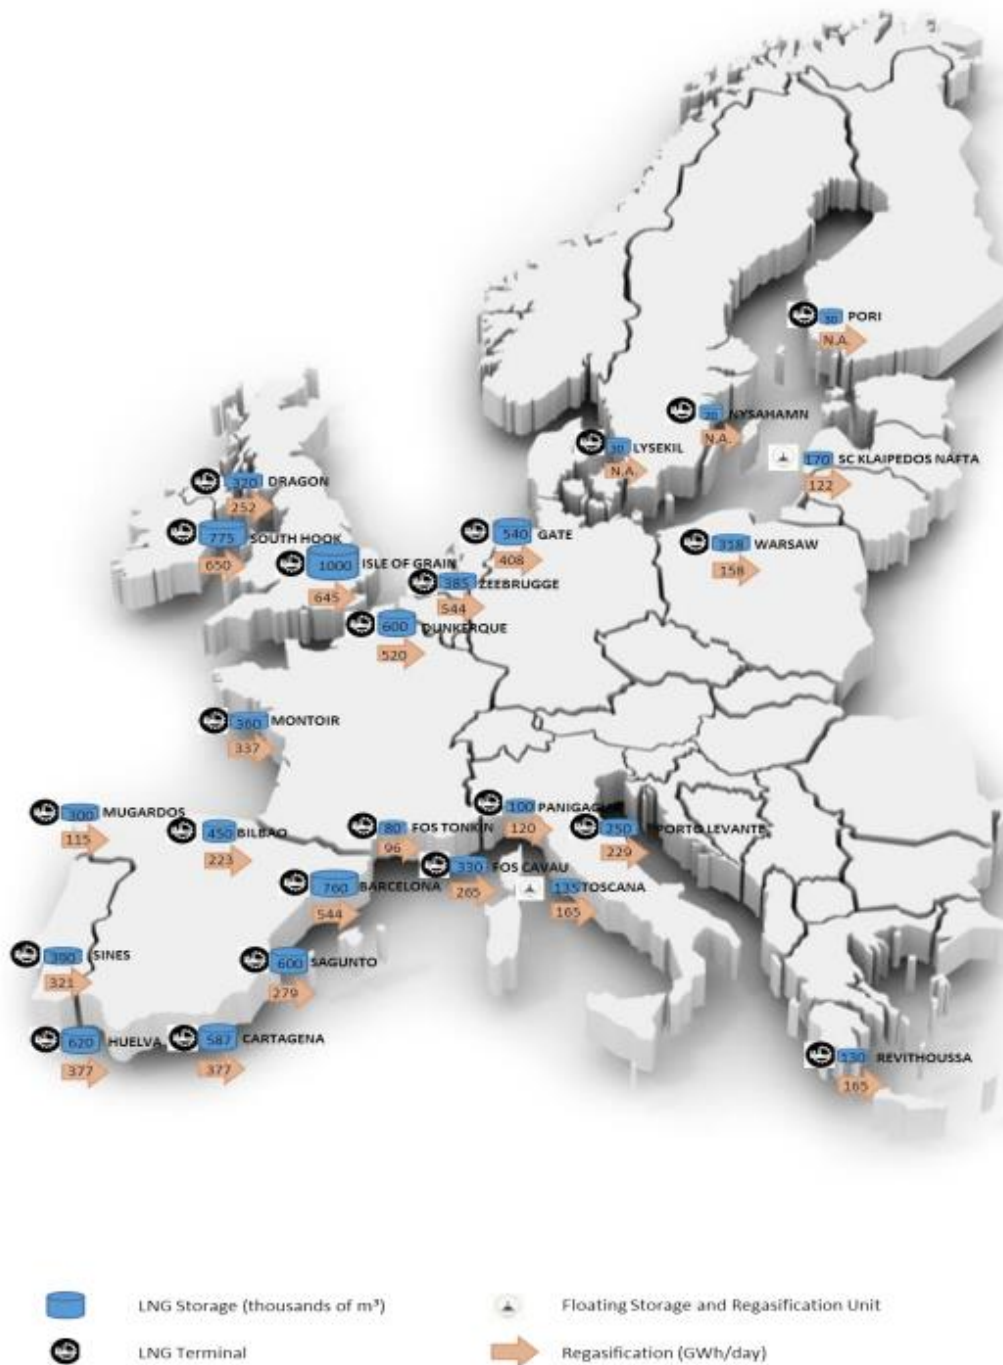 30 PORI
N.A.
20 NYSAHAMN
N.A.
30 LYSEKIL
N.A.
170 SC KLAIPEDOS NAFTA
122
320 DRAGON
252
775 SOUTH HOOK
650
540 GATE
408
318 WARSAW
158
1000 ISLE OF GRAIN
645
385 ZEEBRUGGE
544
600 DUNKERQUE
520
360 MONTOIR
337
300 MUGARDOS
115
450 BILBAO
223
80 FOS TONKIN
96
100
120
250 PORTO LEVANTE
229
330 FOS CAVAU
265
760 BARCELONA
544
135 TOSCANA
165
390 SINES
321
600 SAGUNTO
279
620 HUELVA
377
587 CARTAGENA
377
130 REVITHOUSSA
165
LNG Storage (thousands of m³)
Floating Storage and Regasification Unit
LNG Terminal
Regasification (GWh/day)